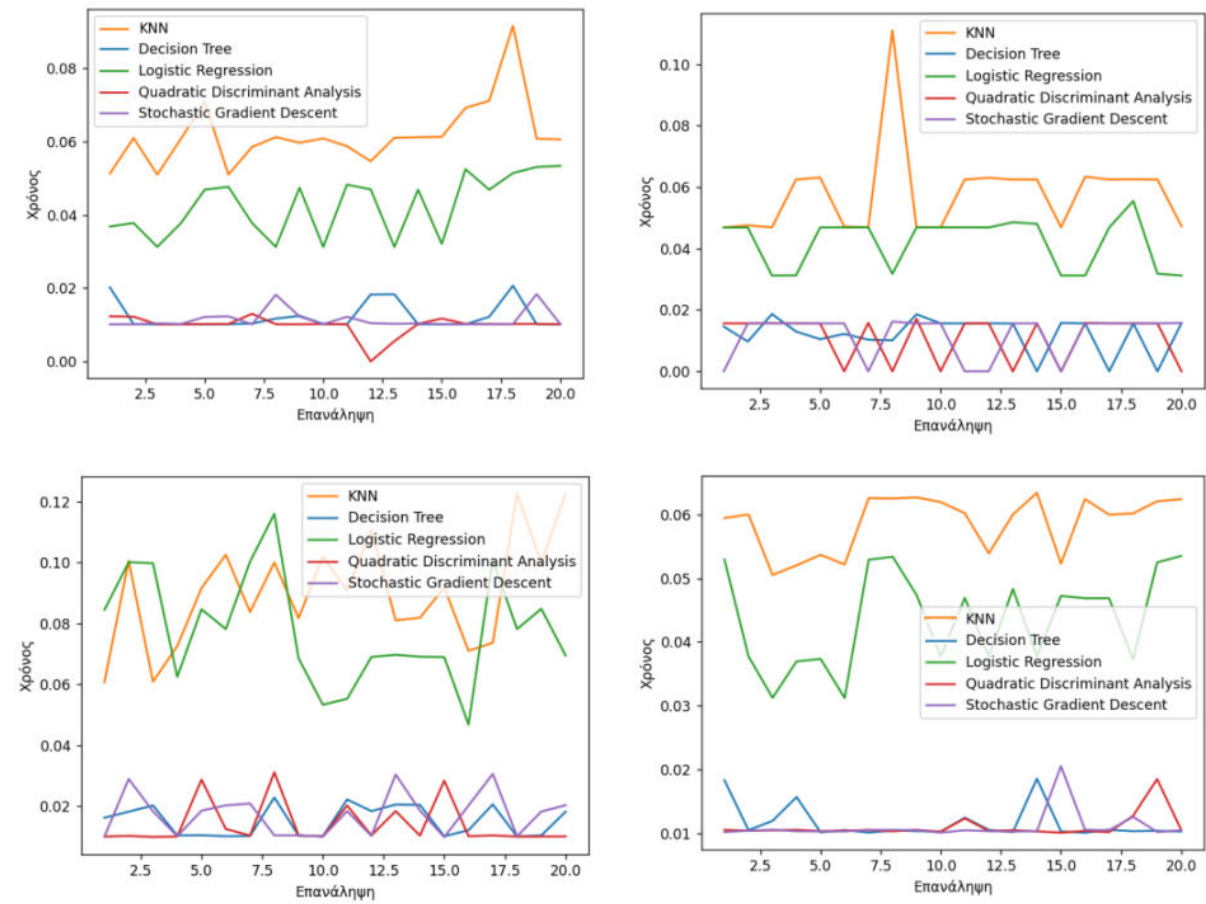 KNN
Decision Tree
Logistic Regression
Quadratic Discriminant Analysis
Stochastic Gradient Descent
0.08
0.06
0.04
0.02
0.00
Χρόνος
2.5 5.0 7.5 10.0 12.5 15.0 17.5 20.0
Επανάληψη
KNN
Decision Tree
Logistic Regression
Quadratic Discriminant Analysis
Stochastic Gradient Descent
0.10
0.08
0.06
0.04
0.02
0.00
Χρόνος
2.5 5.0 7.5 10.0 12.5 15.0 17.5 20.0
Επανάληψη
KNN
Decision Tree
Logistic Regression
Quadratic Discriminant Analysis
Stochastic Gradient Descent
0.12
0.10
0.08
0.06
0.04
0.02
Χρόνος
2.5 5.0 7.5 10.0 12.5 15.0 17.5 20.0
Επανάληψη
KNN
Decision Tree
Logistic Regression
Quadratic Discriminant Analysis
Stochastic Gradient Descent
0.06
0.05
0.04
0.03
0.02
0.01
Χρόνος
2.5 5.0 7.5 10.0 12.5 15.0 17.5 20.0
Επανάληψη